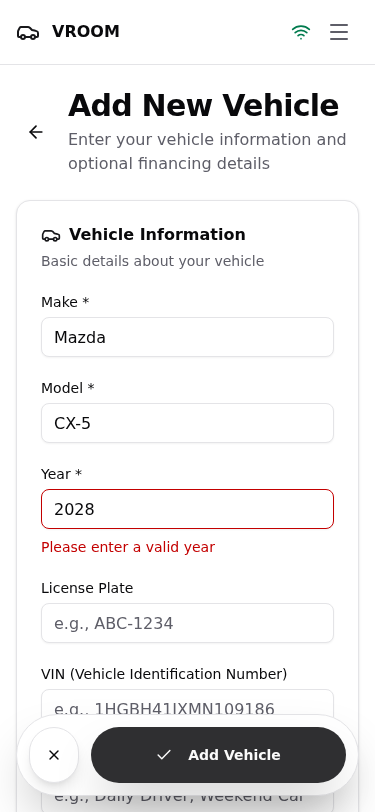 VROOM
Add New Vehicle
Enter your vehicle information and
optional financing details
Vehicle Information
Basic details about your vehicle
Make *
Mazda
Model *
CX-5
Year *
2028
Please enter a valid year
License Plate
e.g., ABC-1234
VIN (Vehicle Identification Number)
e.g., 1HGBH41JXMN109186
Add Vehicle
e.g., Daily Driver, Weekend Car